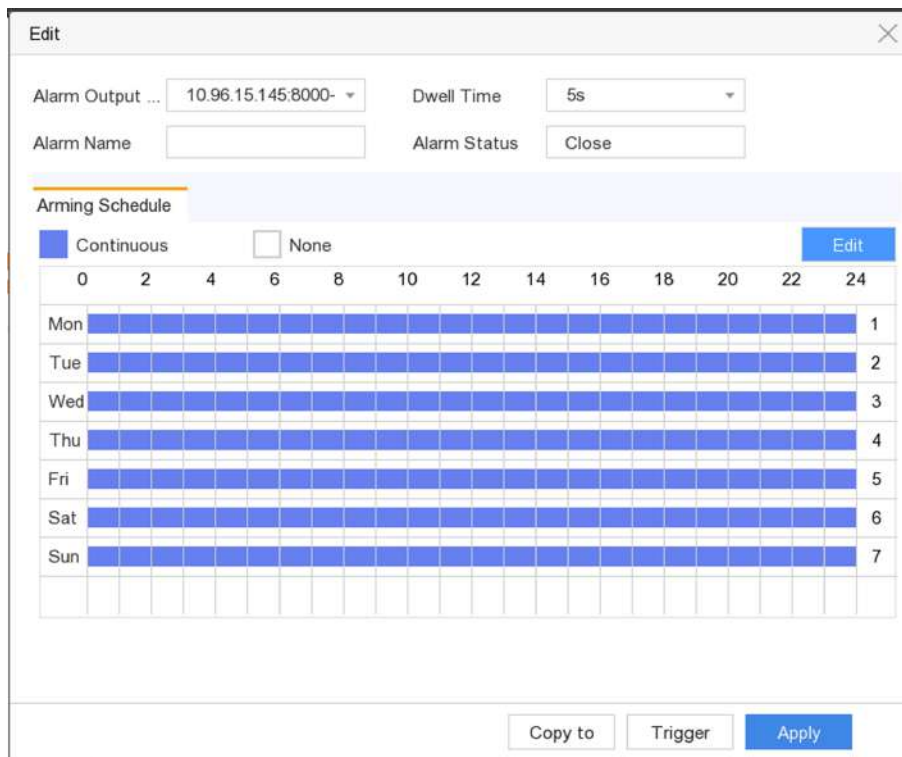 Edit
Alarm Output ... 10.96.15.145:8000- Dwell Time 5s
Alarm Name Alarm Status Close
Arming Schedule
Continuous None Edit
0 2 4 6 8 10 12 14 16 18 20 22 24
Mon 1
Tue 2
Wed 3
Thu 4
Fri 5
Sat 6
Sun 7
Copy to Trigger Apply